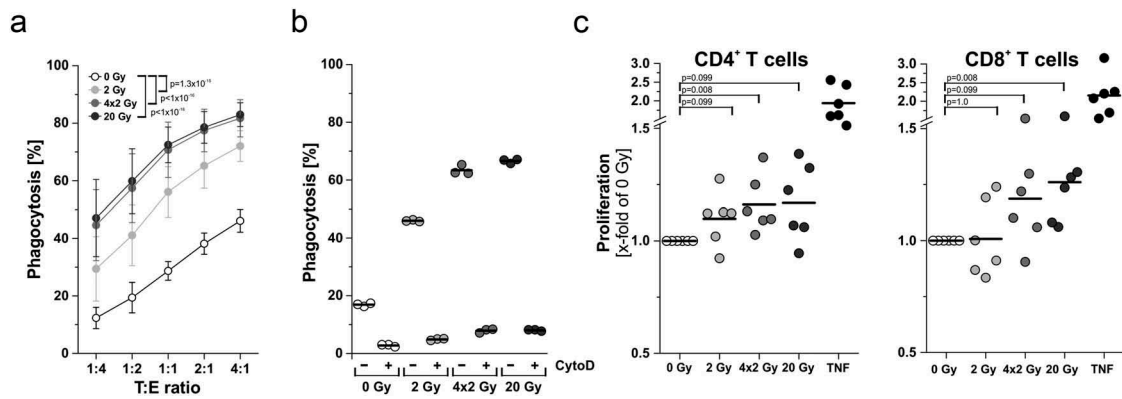 a
Phagocytosis [%]
100
80
60
40
20
0
0 Gy
2 Gy
4x2 Gy
20 Gy
p=1.3x10⁻¹⁵
p<1x10⁻¹⁶
p<1x10⁻¹⁶
1:4 1:2 1:1 2:1 4:1
T:E ratio
b
Phagocytosis [%]
100
80
60
40
20
0
– + – + – + – + CytoD
0 Gy 2 Gy 4x2 Gy 20 Gy
c
Proliferation
[x-fold of 0 Gy]
CD4⁺ T cells
3.0
2.5
2.0
1.5
1.0
0.5
p=0.099
p=0.008
p=0.099
0 Gy 2 Gy 4x2 Gy 20 Gy TNF
CD8⁺ T cells
3.0
2.5
2.0
1.5
1.0
0.5
p=0.008
p=0.099
p=1.0
0 Gy 2 Gy 4x2 Gy 20 Gy TNF